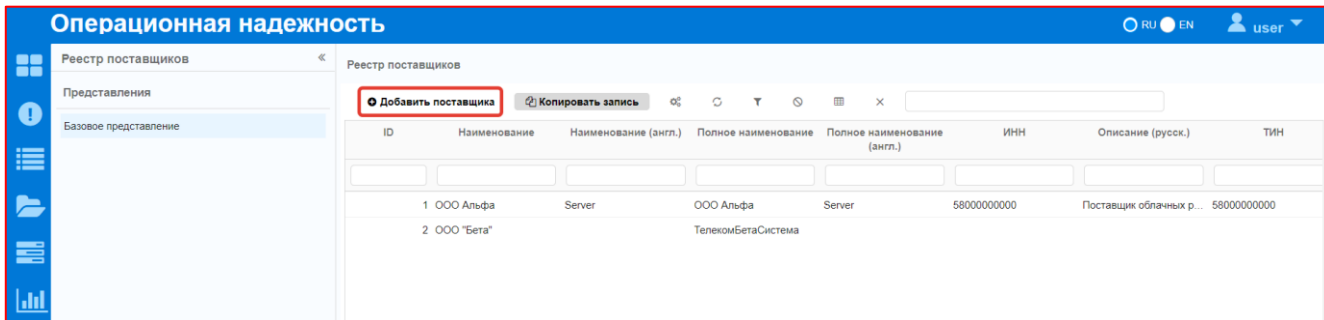 Операционная надежность
RU EN user
Реестр поставщиков «
Представления
Базовое представление
Реестр поставщиков
Добавить поставщика Копировать запись
ID Наименование Наименование (англ.) Полное наименование Полное наименование (англ.) ИНН Описание (русск.) ТИН
1 ООО Альфа Server ООО Альфа Server 58000000000 Поставщик облачных р... 58000000000
2 ООО "Бета" ТелекомБетаСистема